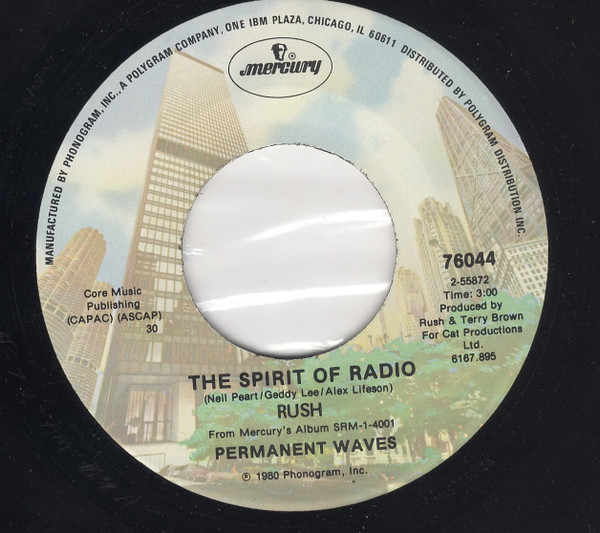 MANUFACTURED BY PHONOGRAM, INC., A POLYGRAM COMPANY, ONE IBM PLAZA, CHICAGO, IL 60611 DISTRIBUTED BY POLYGRAM DISTRIBUTION INC.
mercury
®
Core Music
Publishing
(CAPAC) (ASCAP)
30
76044
2-55872
Time: 3:00
Produced by
Rush & Terry Brown
For Cat Productions
Ltd.
6167.895
THE SPIRIT OF RADIO
(Neil Peart/Geddy Lee/Alex Lifeson)
RUSH
From Mercury's Album SRM-1-4001
PERMANENT WAVES
℗ 1980 Phonogram, Inc.